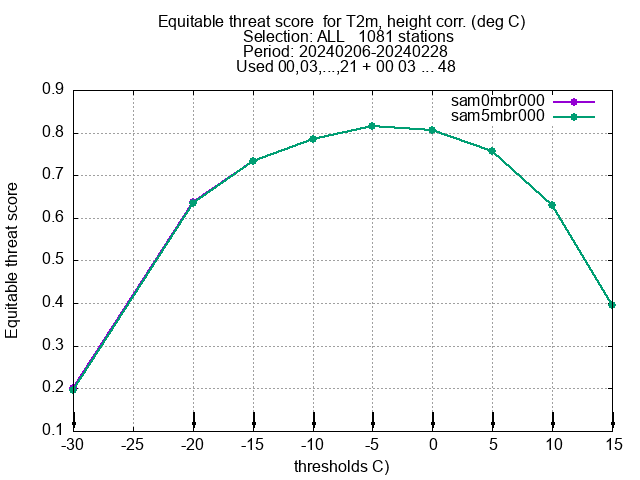 Equitable threat score  for T2m, height corr. (deg C)
Selection: ALL   1081 stations
Period: 20240206-20240228
Used 00,03,...,21 + 00 03 ... 48
sam0mbr000
sam5mbr000
Equitable threat score
0.9
0.8
0.7
0.6
0.5
0.4
0.3
0.2
0.1
-30 -25 -20 -15 -10 -5 0 5 10 15
thresholds C)